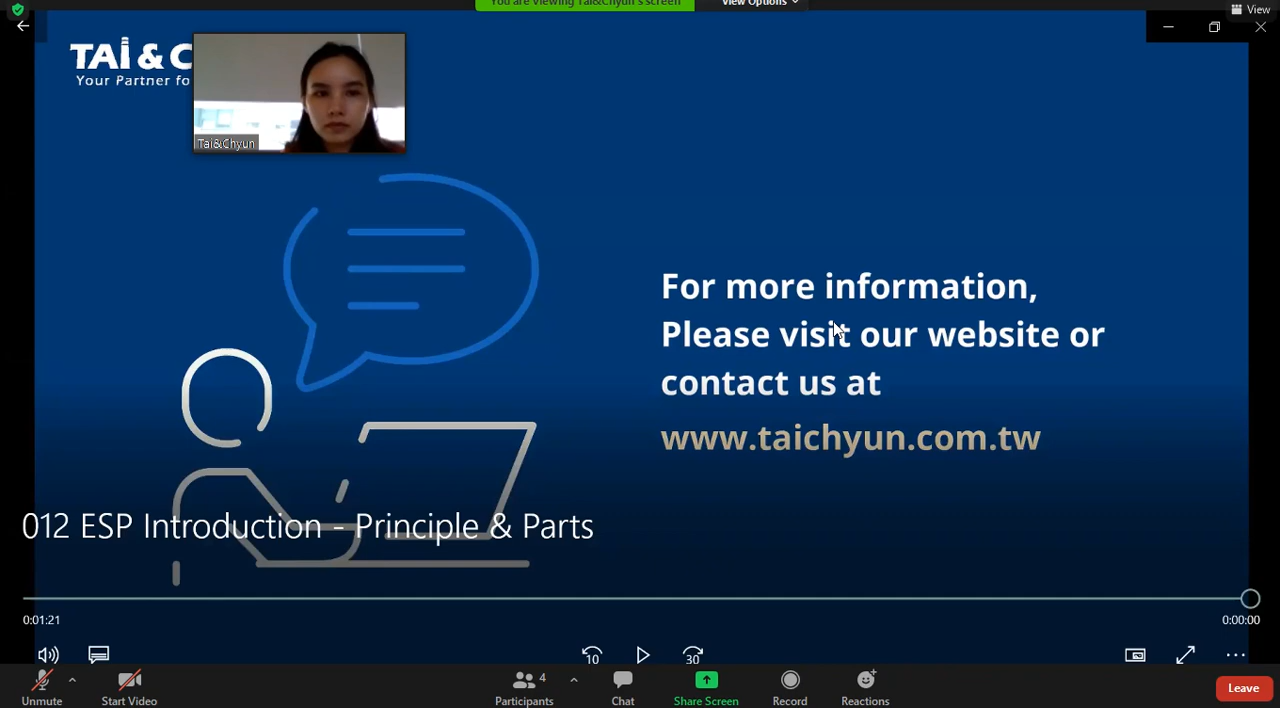 You are viewing Tai&Chyun's screen
View Options
View
TAI & C
Your Partner fo
Tai&Chyun
For more information,
Please visit our website or
contact us at
www.taichyun.com.tw
012 ESP Introduction - Principle & Parts
0:01:21
0:00:00
10
30
4
Unmute
Start Video
Participants
Chat
Share Screen
Record
Reactions
Leave